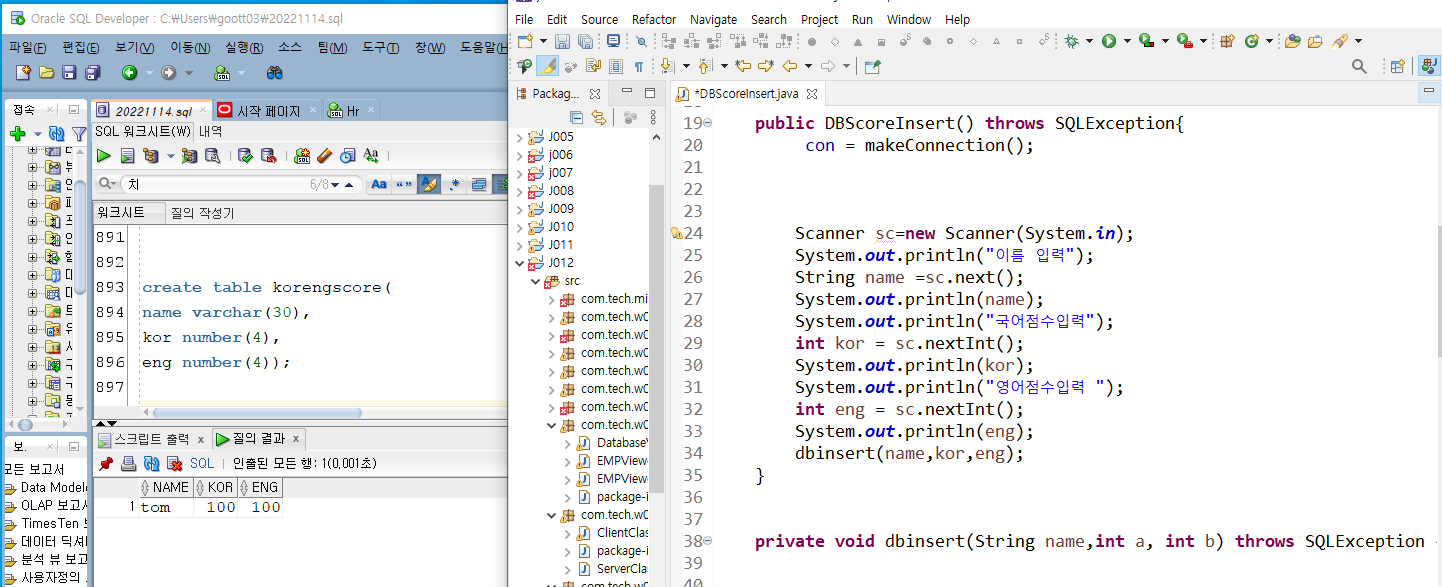 Oracle SQL Developer : C:₩Users₩goott03₩20221114.sql
파일(F) 편집(E) 보기(V) 이동(N) 실행(R) 소스 팀(M) 도구(T) 창(W) 도움말(H
접속
20221114.sql
시작 페이지
Hr
SQL 워크시트(W) 내역
치
6/8
Aa
워크시트 질의 작성기
891
892
893 create table korengscore(
894 name varchar(30),
895 kor number(4),
896 eng number(4));
897
스크립트 출력 x
질의 결과 x
SQL | 인출된 모든 행: 1(0,001초)
NAME KOR ENG
1 tom 100 100
보.
모든 보고서
Data Model
OLAP 보고
TimesTen
데이터 딕셔
분석 뷰 보고
사용자정의
File Edit Source Refactor Navigate Search Project Run Window Help
Packag...
J005
j006
j007
J008
J009
J010
J011
J012
src
com.tech.mi
com.tech.w0
com.tech.w0
com.tech.w0
com.tech.w0
com.tech.w0
com.tech.w0
com.tech.w0
Database
EMPView
EMPView
package-i
com.tech.w0
ClientClas
package-i
ServerCla
com.tech.w0
*DBScoreInsert.java
19 public DBScoreInsert() throws SQLException{
20 con = makeConnection();
21
22
23
24 Scanner sc=new Scanner(System.in);
25 System.out.println("이름 입력");
26 String name =sc.next();
27 System.out.println(name);
28 System.out.println("국어점수입력");
29 int kor = sc.nextInt();
30 System.out.println(kor);
31 System.out.println("영어점수입력 ");
32 int eng = sc.nextInt();
33 System.out.println(eng);
34 dbinsert(name,kor,eng);
35 }
36
37
38 private void dbinsert(String name,int a, int b) throws SQLException
39
40